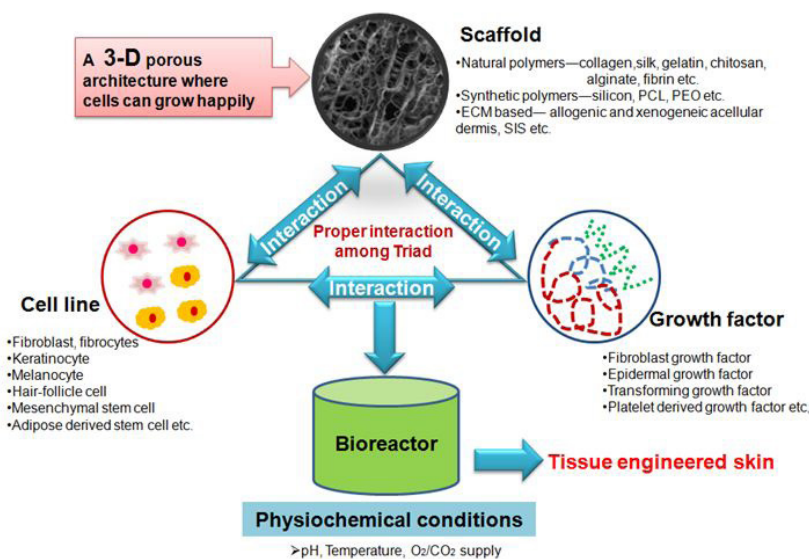 A 3-D porous
architecture where
cells can grow happily
Scaffold
•Natural polymers—collagen,silk, gelatin, chitosan,
alginate, fibrin etc.
•Synthetic polymers—silicon, PCL, PEO etc.
•ECM based— allogenic and xenogeneic acellular
dermis, SIS etc.
Interaction
Interaction
Proper interaction
among Triad
Interaction
Cell line
•Fibroblast, fibrocytes
•Keratinocyte
•Melanocyte
•Hair-follicle cell
•Mesenchymal stem cell
•Adipose derived stem cell etc.
Growth factor
•Fibroblast growth factor
•Epidermal growth factor
•Transforming growth factor
•Platelet derived growth factor etc.
Bioreactor
Tissue engineered skin
Physiochemical conditions
➢pH, Temperature, O₂/CO₂ supply